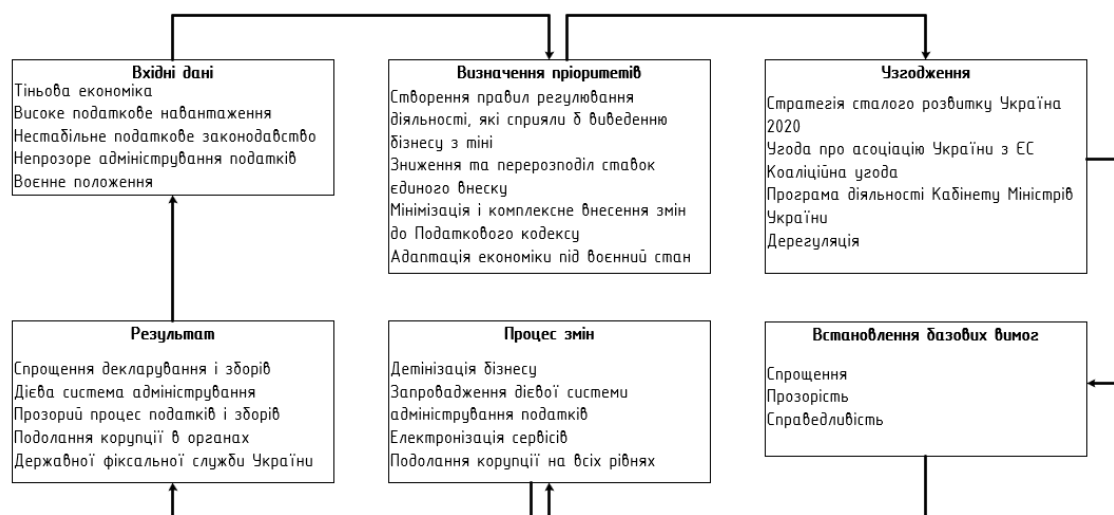 Вхідні дані
Тіньова економіка
Високе податкове навантаження
Нестабільне податкове законодавство
Непрозоре адміністрування податків
Воєнне положення
Визначення пріоритетів
Створення правил регулювання
діяльності, які сприяли б виведенню
бізнесу з тіні
Зниження та перерозподіл ставок
єдиного внеску
Мінімізація і комплексне внесення змін
до Податкового кодексу
Адаптація економіки під воєнний стан
Узгодження
Стратегія сталого розвитку Україна
2020
Угода про асоціацію України з ЄС
Коаліційна угода
Програма діяльності Кабінету Міністрів
України
Дерегуляція
Результат
Спрощення декларування і зборів
Дієва система адміністрування
Прозорий процес податків і зборів
Подолання корупції в органах
Державної фіксальної служби України
Процес змін
Детінізація бізнесу
Запровадження дієвої системи
адміністрування податків
Електронізація сервісів
Подолання корупції на всіх рівнях
Встановлення базових вимог
Спрощення
Прозорість
Справедливість